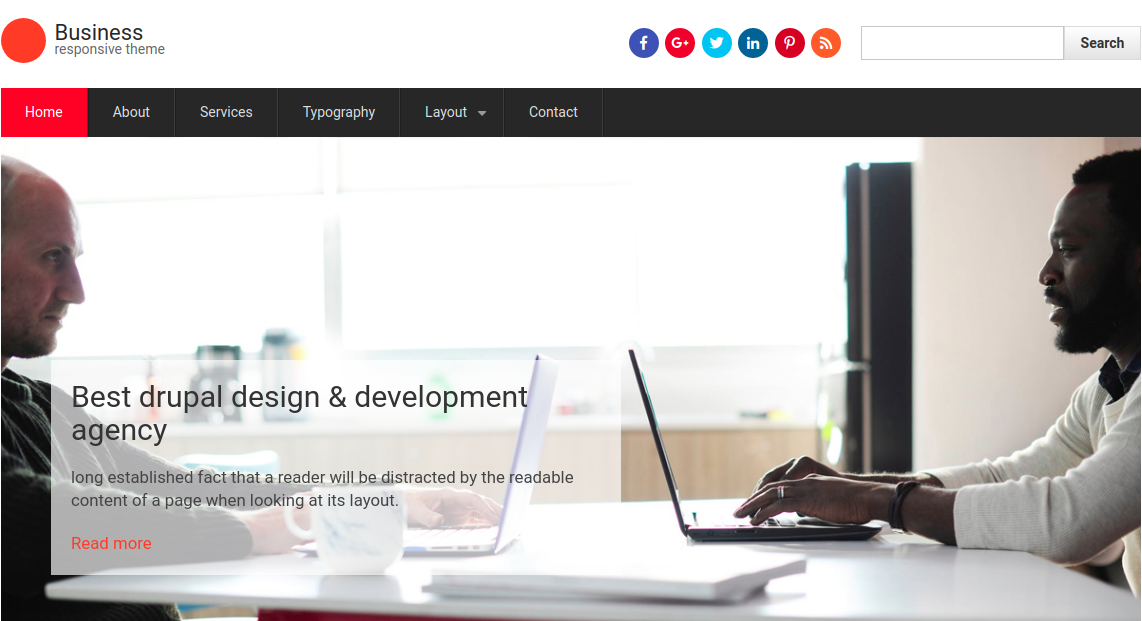 Business
responsive theme
Search
Home
About
Services
Typography
Layout
Contact
Best drupal design & development
agency
long established fact that a reader will be distracted by the readable
content of a page when looking at its layout.
Read more